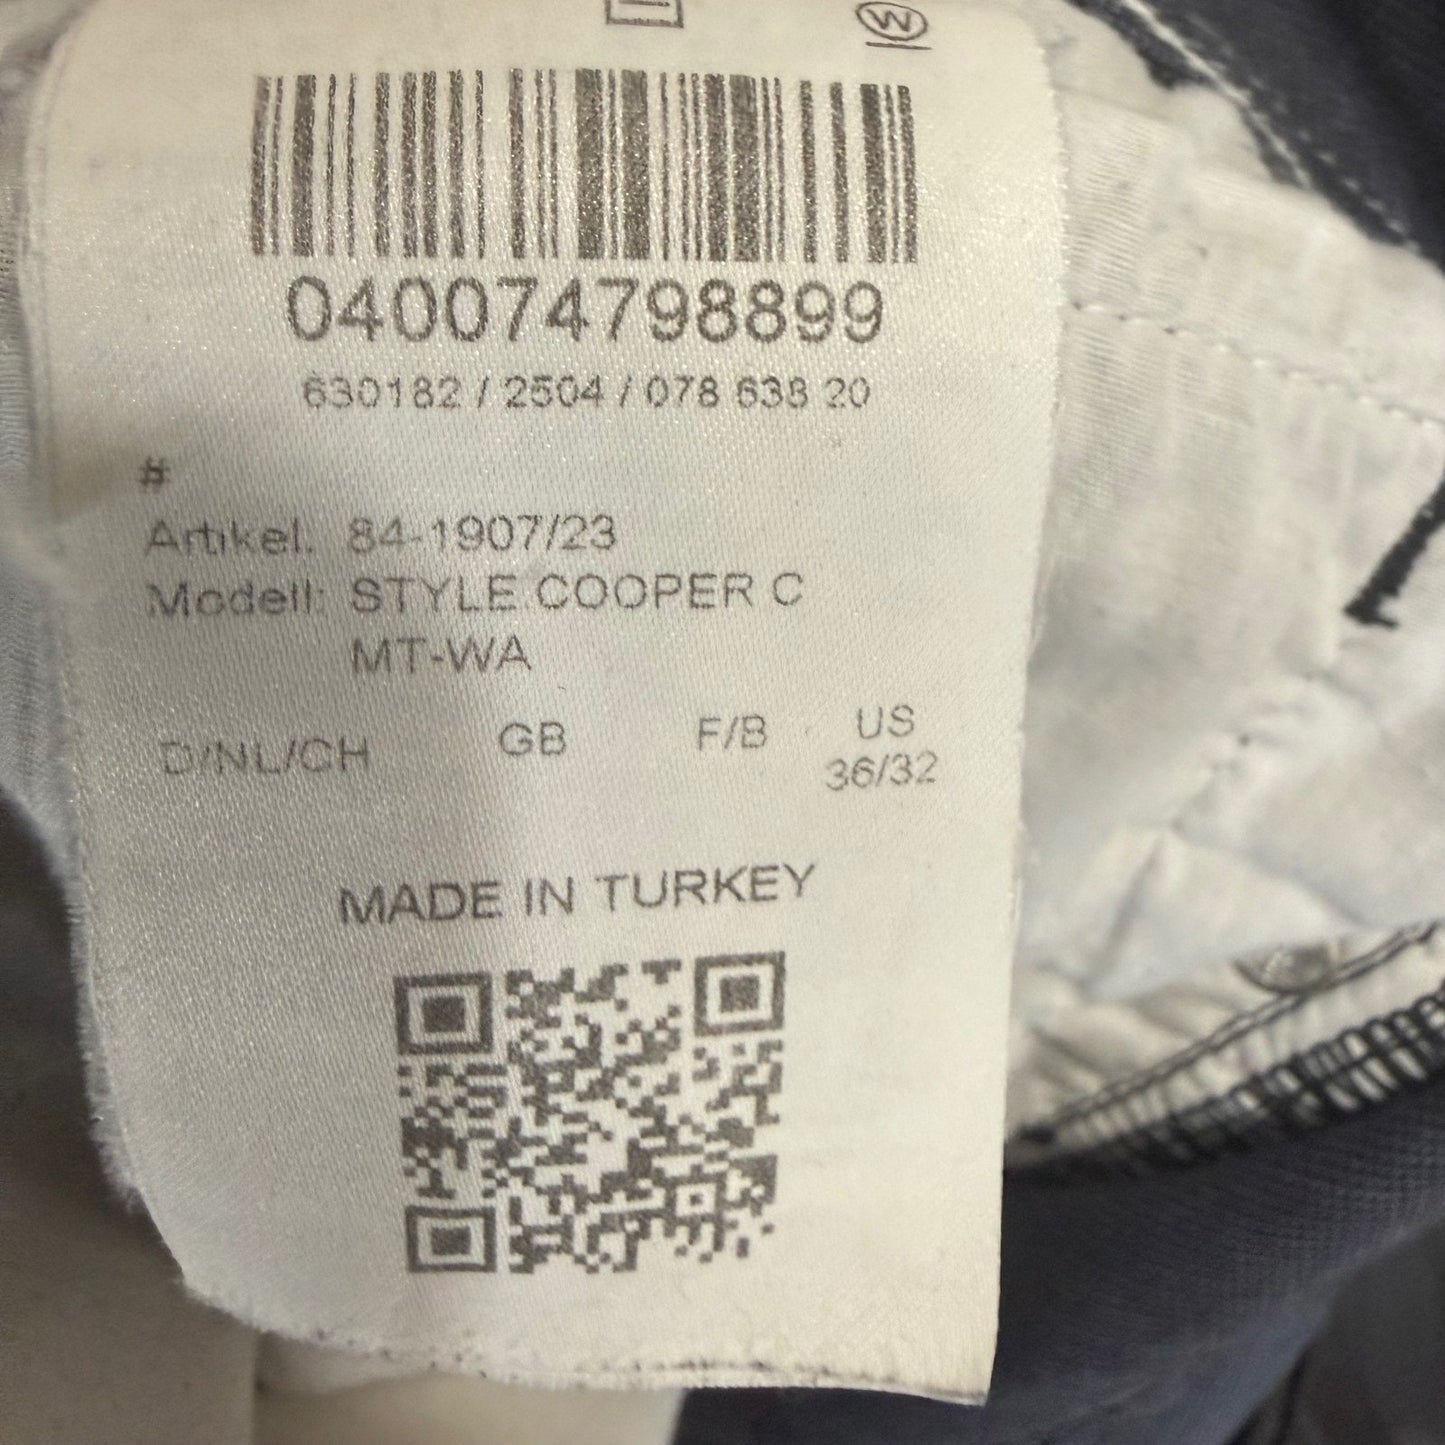 W
040074798899
630182 / 2504 / 078 638 20
#
Artikel. 84-1907/23
Modell: STYLE.COOPER C
MT-WA
D/NL/CH GB F/B US
36/32
MADE IN TURKEY